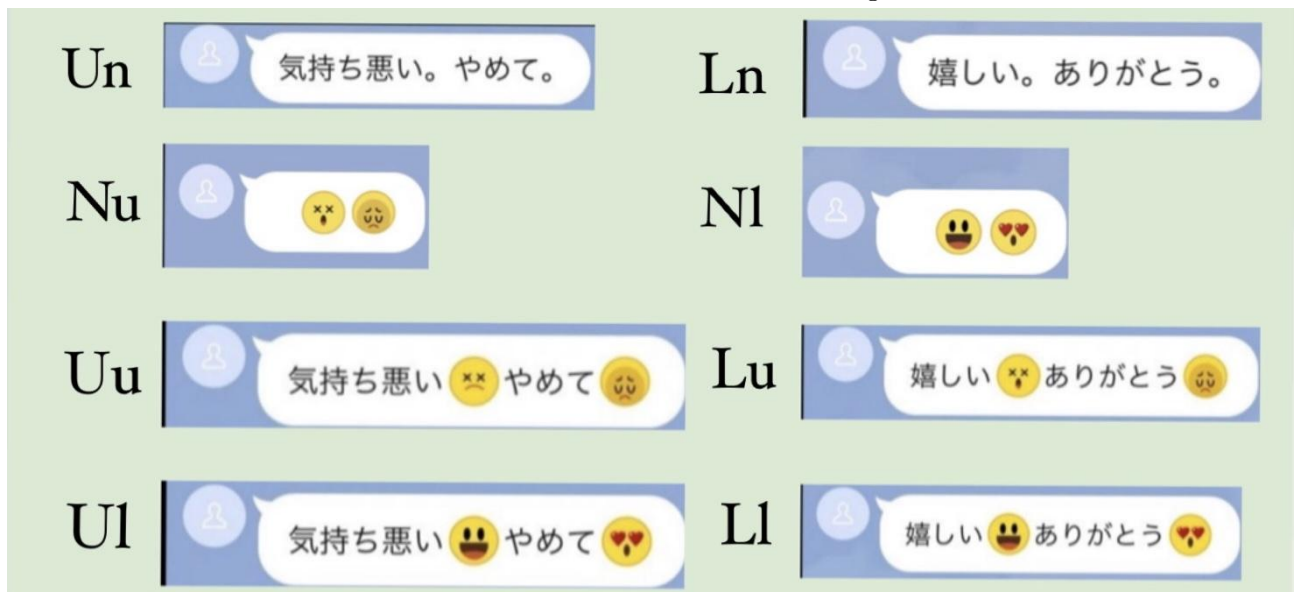 Un 気持ち悪い。やめて。
Ln 嬉しい。ありがとう。
Nu
Nl
Uu 気持ち悪い やめて
Lu 嬉しい ありがとう
Ul 気持ち悪い やめて
Ll 嬉しい ありがとう